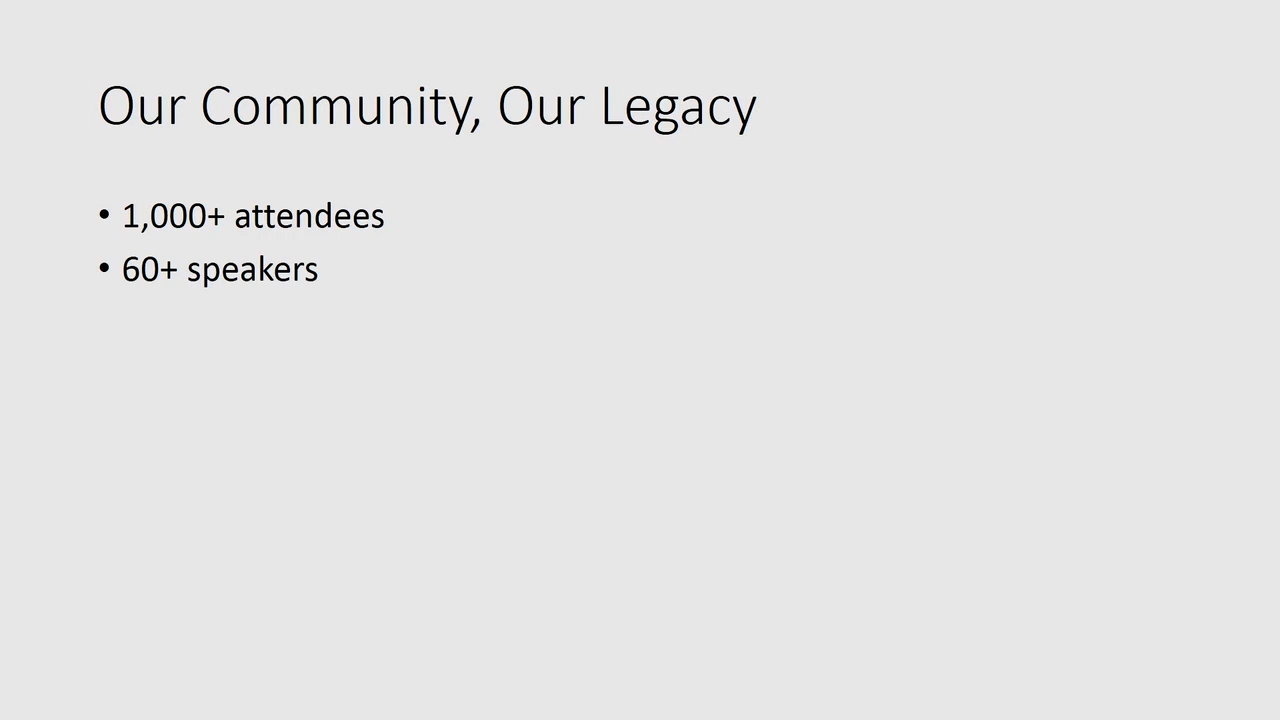 Our Community, Our Legacy
• 1,000+ attendees
• 60+ speakers